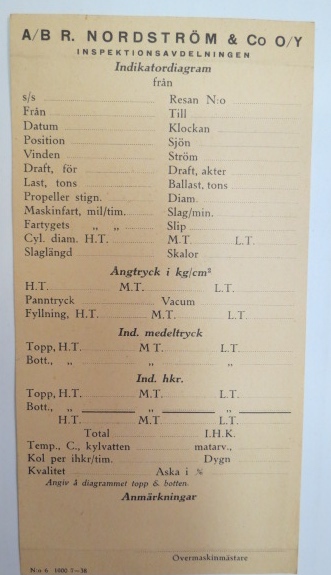 A/B R. NORDSTRÖM & Co O/Y
INSPEKTIONSAVDELNINGEN
Indikatordiagram
från
s/s Resan N:o
Från Till
Datum Klockan
Position Sjön
Vinden Ström
Draft, för Draft, akter
Last, tons Ballast, tons
Propeller stign. Diam.
Maskinfart, mil/tim. Slag/min.
Fartygets „ „ Slip
Cyl. diam. H.T. M.T. L.T.
Slaglängd Skalor
Ångtryck i kg/cm²
H.T. M.T. L.T.
Panntryck Vacum
Fyllning, H.T. M.T. L.T.
Ind. medeltryck
Topp, H.T. M T. L.T.
Bott., „ „ „
Ind. hkr.
Topp, H.T. M.T. L.T.
Bott., „ „ „
H.T. M.T L.T.
Total I.H.K.
Temp., C., kylvatten matarv.,
Kol per ihkr/tim. Dygn
Kvalitet Aska i %
Angiv å diagrammet topp & botten.
Anmärkningar
Övermaskinmästare
N:o 6 1000 7—38